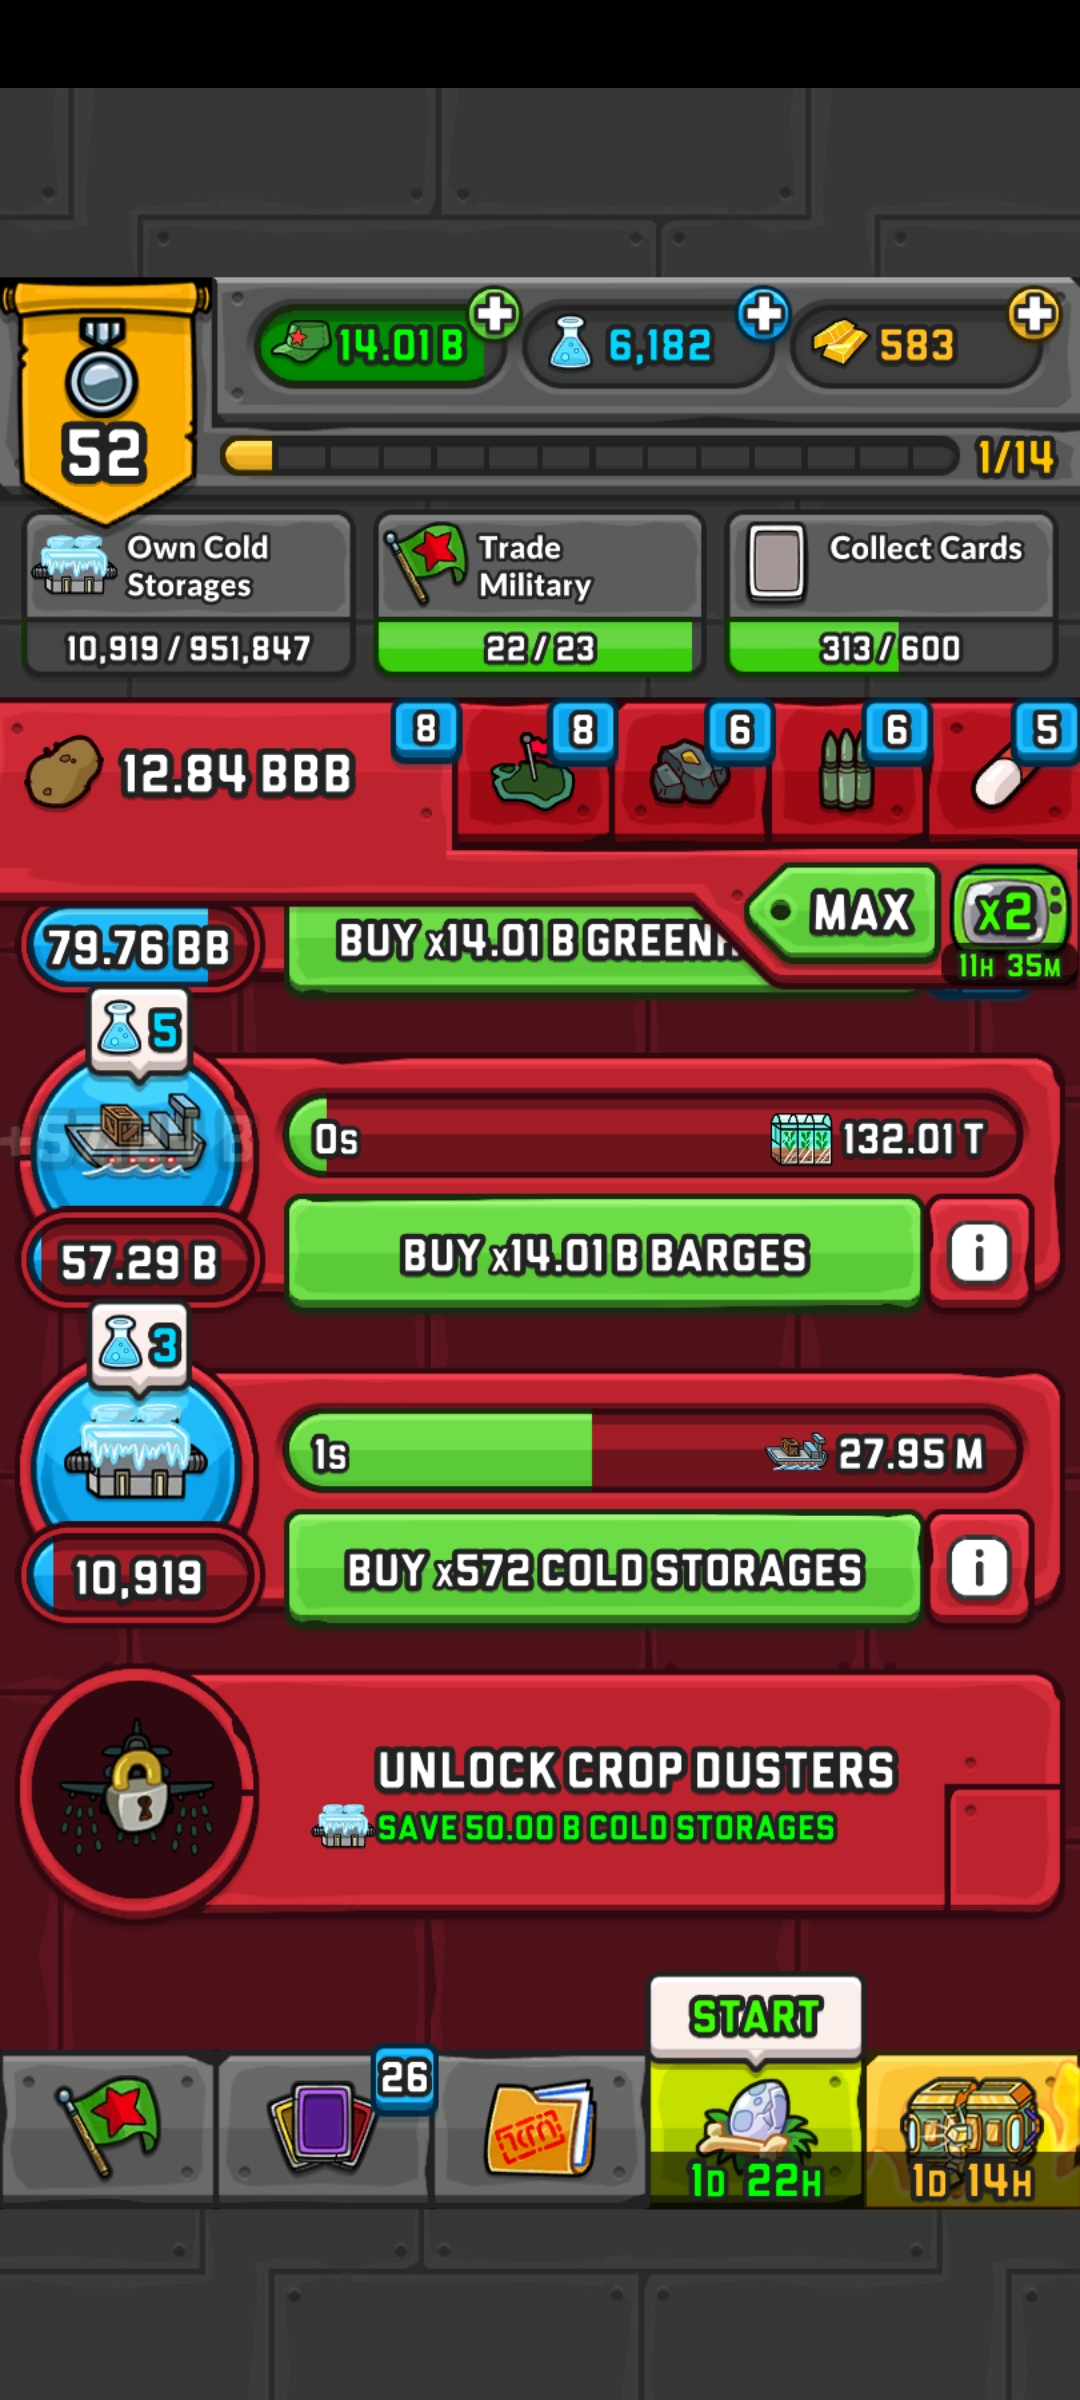 14.01 B
6,182
583
52
1/14
Own Cold
Storages
10,919 / 951,847
Trade
Military
22 / 23
Collect Cards
313 / 600
12.84 BBB
8
8
6
6
5
MAX
x2
11H 35M
79.76 BB
BUY x14.01 B
5
0s
132.01 T
57.29 B
BUY x14.01 B BARGES
i
3
1s
27.95 M
10,919
BUY x572 COLD STORAGES
i
UNLOCK CROP DUSTERS
SAVE 50.00 B COLD STORAGES
START
26
1D 22H
1D 14H